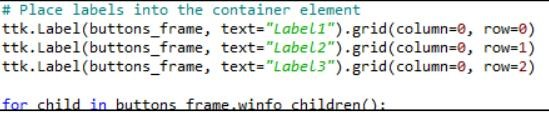 # Place labels into the container element
ttk.Label(buttons_frame, text="Label1").grid(column=0, row=0)
ttk.Label(buttons_frame, text="Label2").grid(column=0, row=1)
ttk.Label(buttons_frame, text="Label3").grid(column=0, row=2)
for child in buttons_frame.winfo_children():